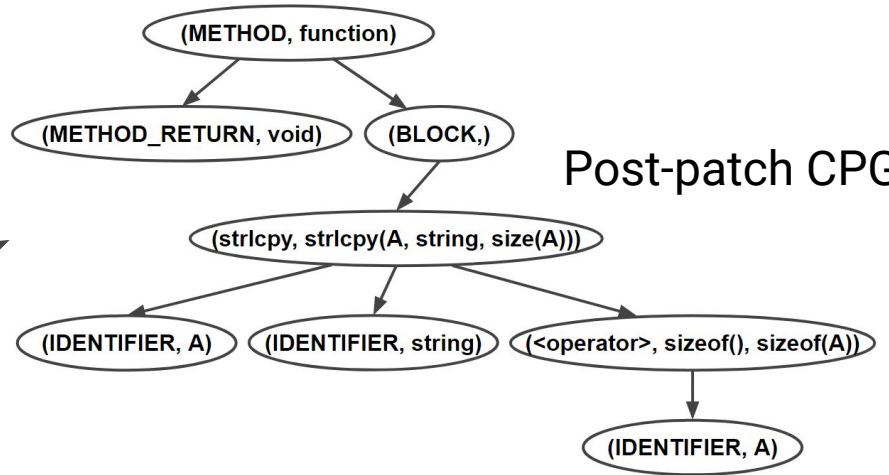 (METHOD, function)
(METHOD_RETURN, void)
(BLOCK,)
Post-patch CPG
(strlcpy, strlcpy(A, string, size(A)))
(IDENTIFIER, A)
(IDENTIFIER, string)
(<operator>, sizeof(), sizeof(A))
(IDENTIFIER, A)